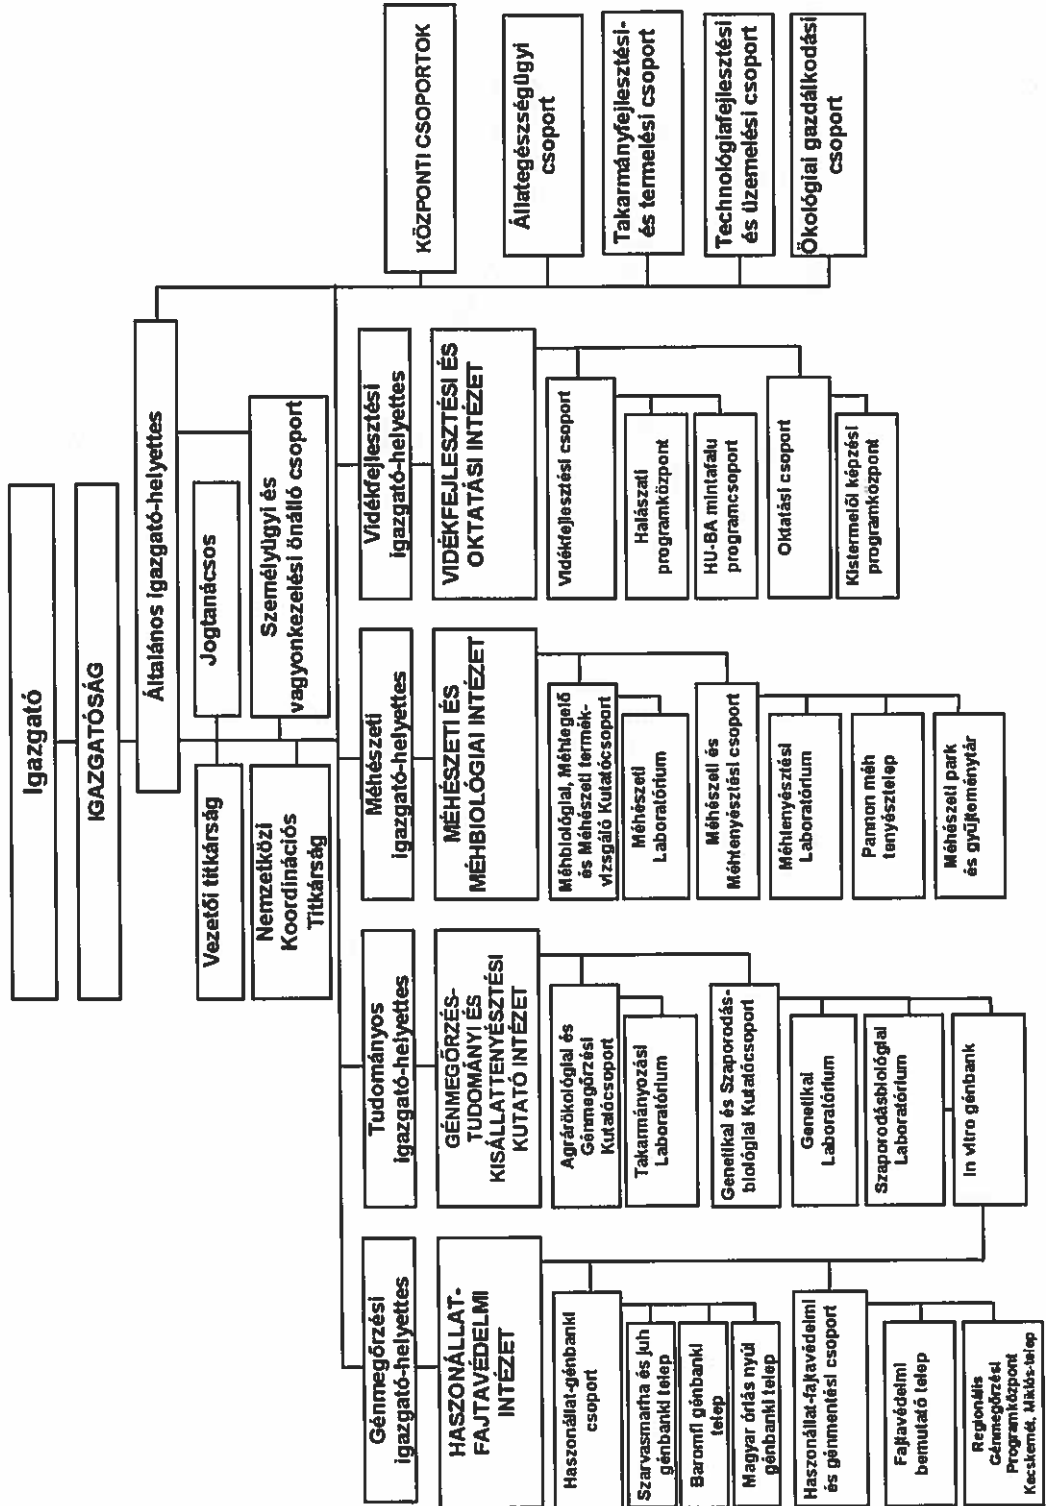 Igazgató
IGAZGATÓSÁG
Általános igazgató-helyettes
Vezetői titkárság
Jogtanácsos
Nemzetközi
Koordinációs
Titkárság
Személyügyi és
vagyonkezelési önálló csoport
Génmegőrzési
igazgató-helyettes
HASZONÁLLAT-
FAJTAVÉDELMI
INTÉZET
Haszonállat-génbanki
csoport
Szarvasmarha és juh
génbanki telep
Baromfi génbanki
telep
Magyar óriás nyúl
génbanki telep
Haszonállat-fajtavédelmi
és génmentési csoport
Fajtavédelmi
bemutató telep
Regionális
Génmegőrzési
Programközpont
Kecskemét, Miklós-telep
Tudományos
igazgató-helyettes
GÉNMEGŐRZÉS-
TUDOMÁNYI ÉS
KISÁLLATTENYÉSZTÉSI
KUTATÓ INTÉZET
Agrárökológiai és
Génmegőrzési
Kutatócsoport
Takarmányozási
Laboratórium
Genetikai és Szaporodás-
biológiai Kutatócsoport
Genetikai
Laboratórium
Szaporodásbiológiai
Laboratórium
In vitro génbank
Méhészeti
igazgató-helyettes
MÉHÉSZETI ÉS
MÉHBIOLÓGIAI INTÉZET
Méhbiológiai, Méhlegelő
és Méhészeti termék-
vizsgáló Kutatócsoport
Méhészeti
Laboratórium
Méhészeti és
Méhtenyésztési csoport
Méhtenyésztési
Laboratórium
Pannon méh
tenyésztelep
Méhészeti park
és gyűjteménytár
Vidékfejlesztési
igazgató-helyettes
VIDÉKFEJLESZTÉSI ÉS
OKTATÁSI INTÉZET
Vidékfejlesztési csoport
Halászati
programközpont
HU-BA mintafalu
programcsoport
Oktatási csoport
Kistermelői képzési
programközpont
KÖZPONTI CSOPORTOK
Állategészségügyi
csoport
Takarmányfejlesztési-
és termelési csoport
Technológiafejlesztési
és üzemelési csoport
Ökológiai gazdálkodási
csoport